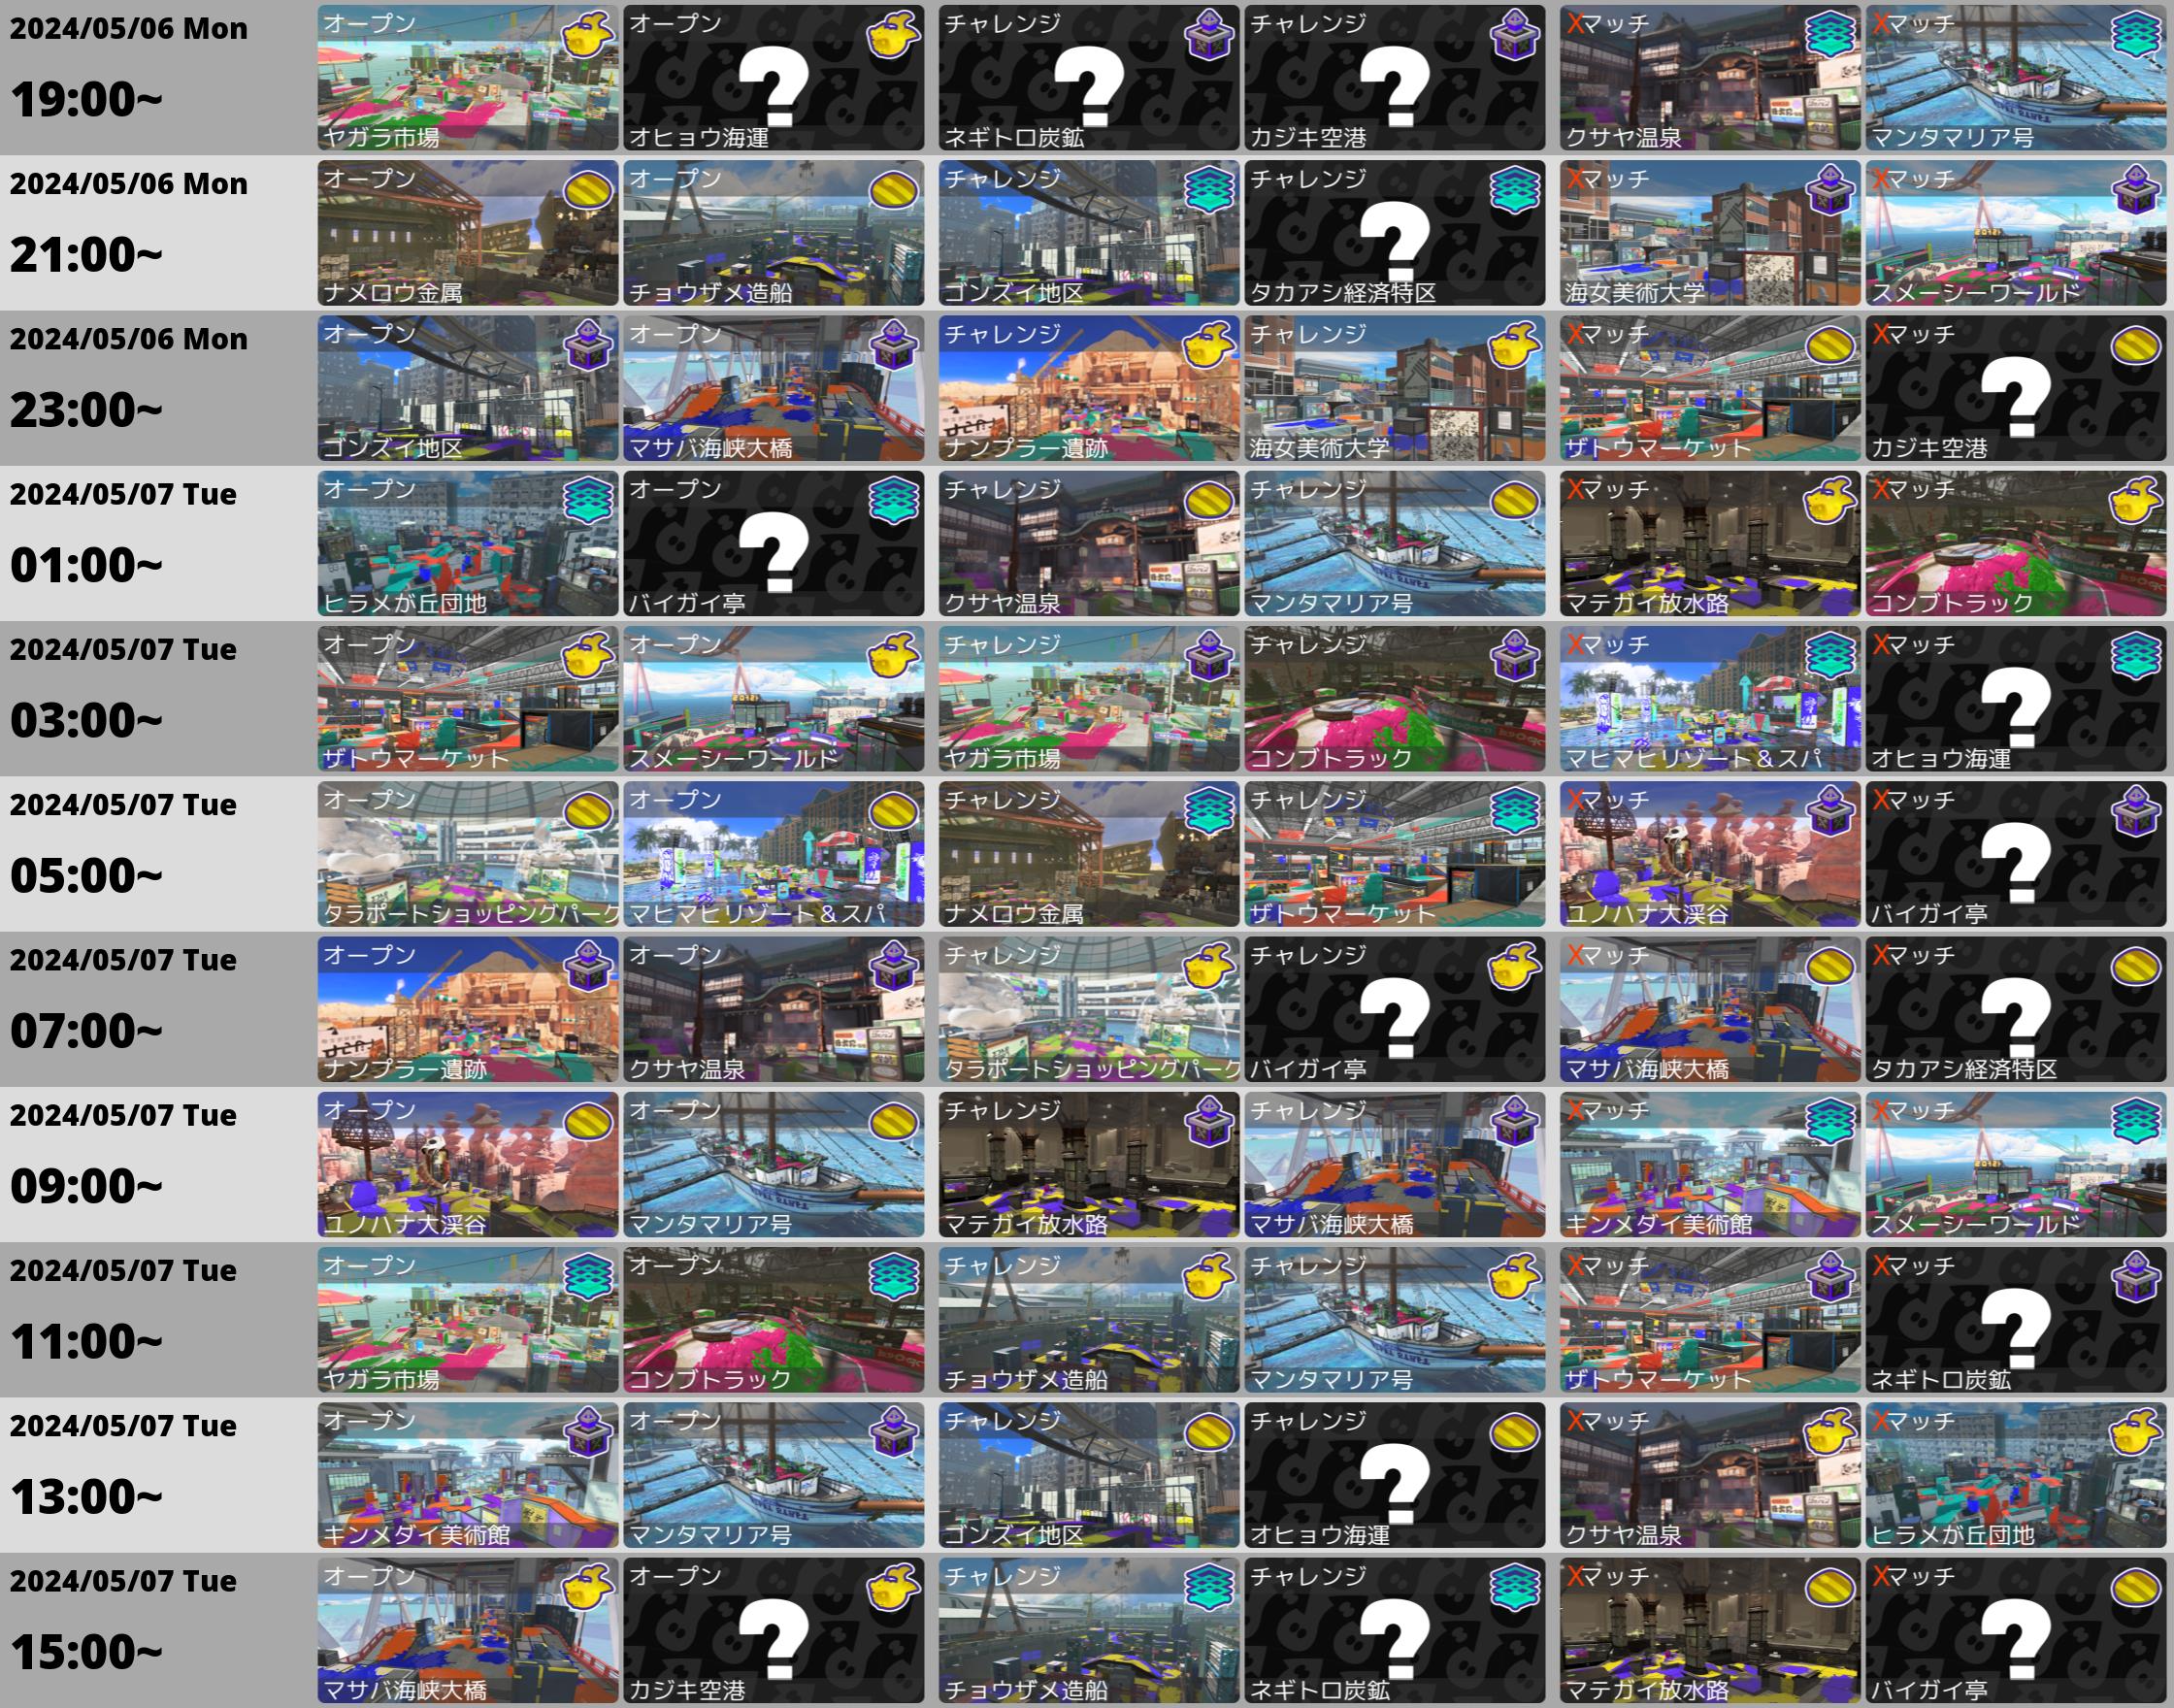 2024/05/06 Mon
19:00~
オープン
ヤガラ市場
オープン
オヒョウ海運
チャレンジ
ネギトロ炭鉱
チャレンジ
カジキ空港
Xマッチ
クサヤ温泉
Xマッチ
マンタマリア号
2024/05/06 Mon
21:00~
オープン
ナメロウ金属
オープン
チョウザメ造船
チャレンジ
ゴンズイ地区
チャレンジ
タカアシ経済特区
Xマッチ
海女美術大学
Xマッチ
スメーシーワールド
2024/05/06 Mon
23:00~
オープン
ゴンズイ地区
オープン
マサバ海峡大橋
チャレンジ
ナンプラー遺跡
チャレンジ
海女美術大学
Xマッチ
ザトウマーケット
Xマッチ
カジキ空港
2024/05/07 Tue
01:00~
オープン
ヒラメが丘団地
オープン
バイガイ亭
チャレンジ
クサヤ温泉
チャレンジ
マンタマリア号
Xマッチ
マテガイ放水路
Xマッチ
コンブトラック
2024/05/07 Tue
03:00~
オープン
ザトウマーケット
オープン
スメーシーワールド
チャレンジ
ヤガラ市場
チャレンジ
コンブトラック
Xマッチ
マヒマヒリゾート&スパ
Xマッチ
オヒョウ海運
2024/05/07 Tue
05:00~
オープン
タラポートショッピングパーク
オープン
マヒマヒリゾート&スパ
チャレンジ
ナメロウ金属
チャレンジ
ザトウマーケット
Xマッチ
ユノハナ大渓谷
Xマッチ
バイガイ亭
2024/05/07 Tue
07:00~
オープン
ナンプラー遺跡
オープン
クサヤ温泉
チャレンジ
タラポートショッピングパーク
チャレンジ
バイガイ亭
Xマッチ
マサバ海峡大橋
Xマッチ
タカアシ経済特区
2024/05/07 Tue
09:00~
オープン
ユノハナ大渓谷
オープン
マンタマリア号
チャレンジ
マテガイ放水路
チャレンジ
マサバ海峡大橋
Xマッチ
キンメダイ美術館
Xマッチ
スメーシーワールド
2024/05/07 Tue
11:00~
オープン
ヤガラ市場
オープン
コンブトラック
チャレンジ
チョウザメ造船
チャレンジ
マンタマリア号
Xマッチ
ザトウマーケット
Xマッチ
ネギトロ炭鉱
2024/05/07 Tue
13:00~
オープン
キンメダイ美術館
オープン
マンタマリア号
チャレンジ
ゴンズイ地区
チャレンジ
オヒョウ海運
Xマッチ
クサヤ温泉
Xマッチ
ヒラメが丘団地
2024/05/07 Tue
15:00~
オープン
マサバ海峡大橋
オープン
カジキ空港
チャレンジ
チョウザメ造船
チャレンジ
ネギトロ炭鉱
Xマッチ
マテガイ放水路
Xマッチ
バイガイ亭